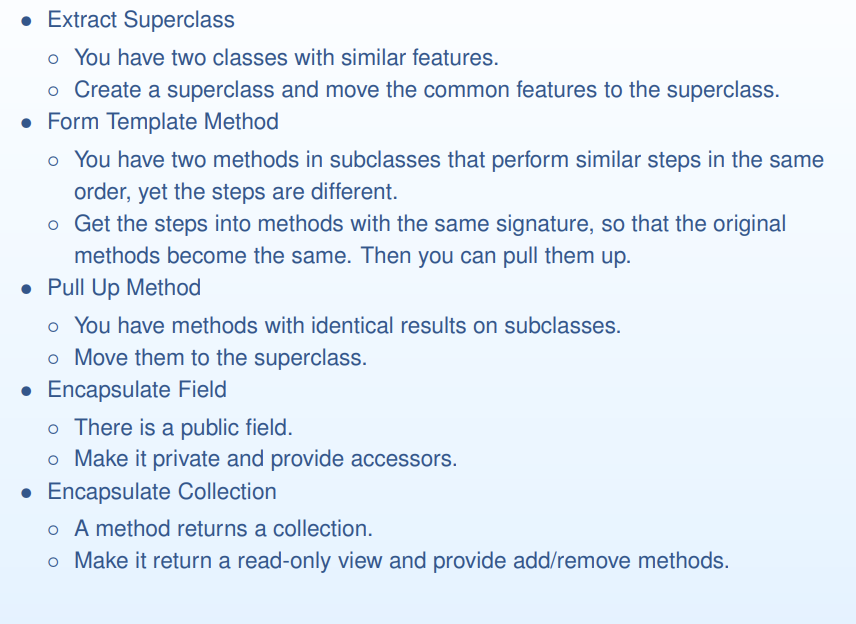 ● Extract Superclass
○ You have two classes with similar features.
○ Create a superclass and move the common features to the superclass.
● Form Template Method
○ You have two methods in subclasses that perform similar steps in the same
order, yet the steps are different.
○ Get the steps into methods with the same signature, so that the original
methods become the same. Then you can pull them up.
● Pull Up Method
○ You have methods with identical results on subclasses.
○ Move them to the superclass.
● Encapsulate Field
○ There is a public field.
○ Make it private and provide accessors.
● Encapsulate Collection
○ A method returns a collection.
○ Make it return a read-only view and provide add/remove methods.